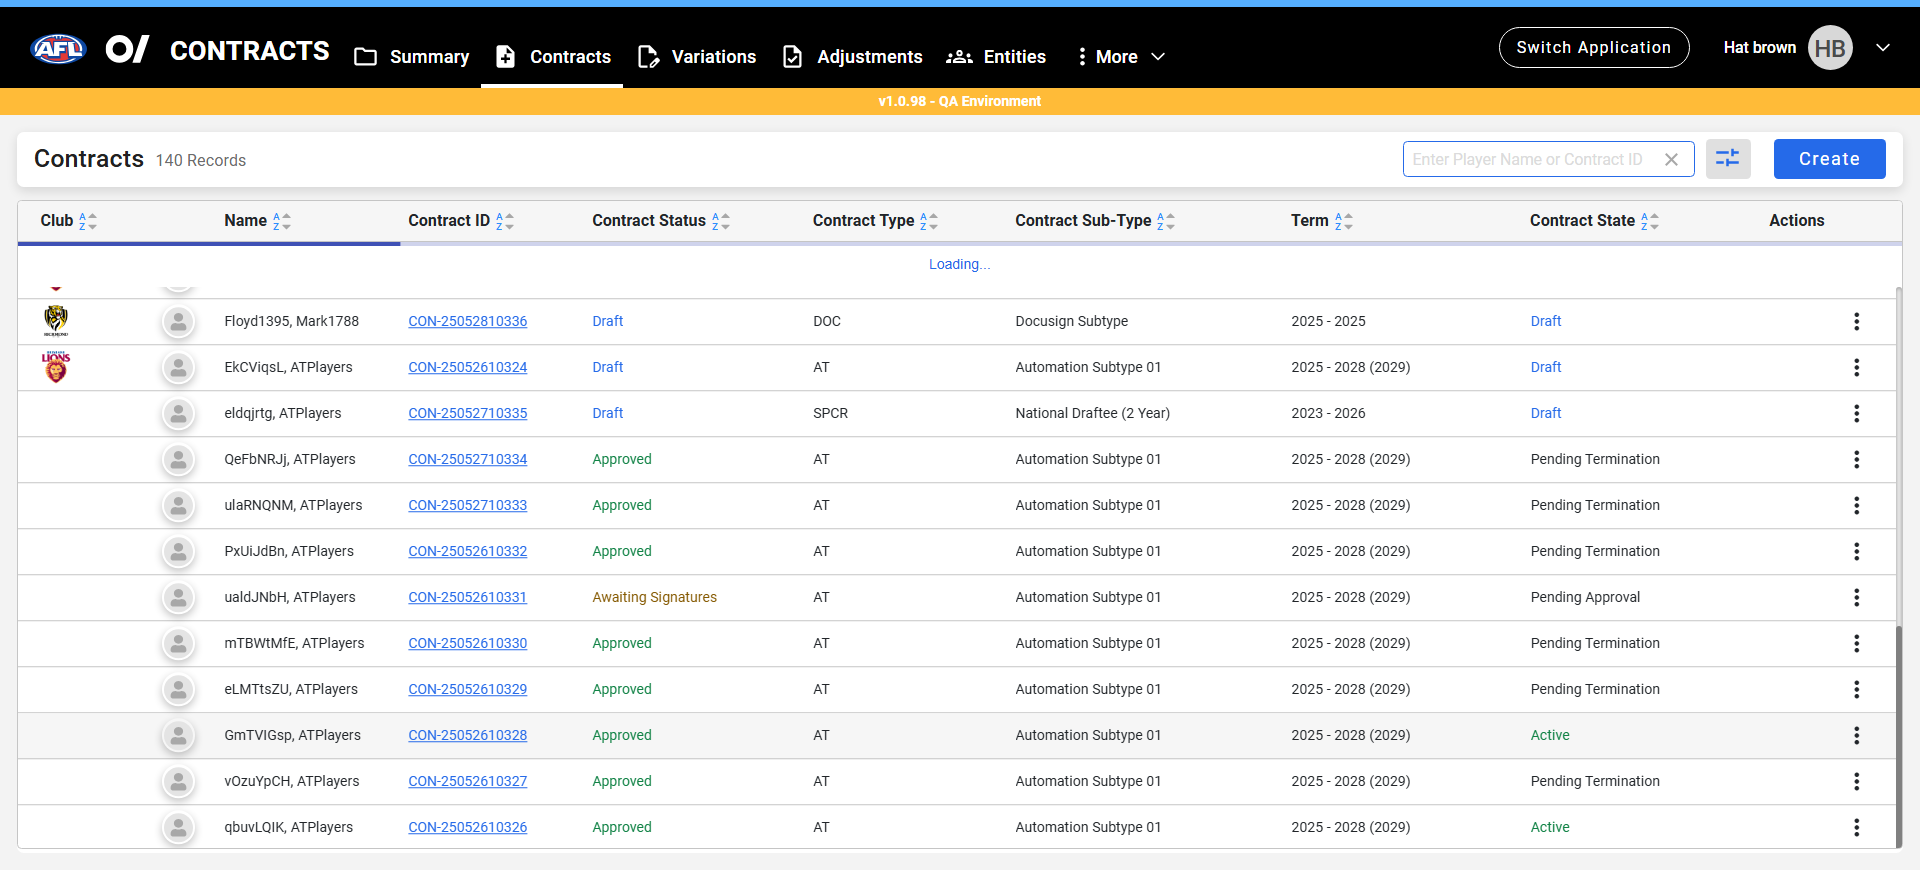 AFL CONTRACTS Summary Contracts Variations Adjustments Entities More Switch Application Hat brown HB
v1.0.98 - QA Environment
Contracts 140 Records Enter Player Name or Contract ID Create
Club Name Contract ID Contract Status Contract Type Contract Sub-Type Term Contract State Actions
Loading...
Floyd1395, Mark1788 CON-25052810336 Draft DOC Docusign Subtype 2025 - 2025 Draft
LIONS EkCViqsL, ATPlayers CON-25052610324 Draft AT Automation Subtype 01 2025 - 2028 (2029) Draft
eldqjrtg, ATPlayers CON-25052710335 Draft SPCR National Draftee (2 Year) 2023 - 2026 Draft
QeFbNRJj, ATPlayers CON-25052710334 Approved AT Automation Subtype 01 2025 - 2028 (2029) Pending Termination
ulaRNQNM, ATPlayers CON-25052710333 Approved AT Automation Subtype 01 2025 - 2028 (2029) Pending Termination
PxUiJdBn, ATPlayers CON-25052610332 Approved AT Automation Subtype 01 2025 - 2028 (2029) Pending Termination
ualdJNbH, ATPlayers CON-25052610331 Awaiting Signatures AT Automation Subtype 01 2025 - 2028 (2029) Pending Approval
mTBWtMfE, ATPlayers CON-25052610330 Approved AT Automation Subtype 01 2025 - 2028 (2029) Pending Termination
eLMTtsZU, ATPlayers CON-25052610329 Approved AT Automation Subtype 01 2025 - 2028 (2029) Pending Termination
GmTVIGsp, ATPlayers CON-25052610328 Approved AT Automation Subtype 01 2025 - 2028 (2029) Active
vOzuYpCH, ATPlayers CON-25052610327 Approved AT Automation Subtype 01 2025 - 2028 (2029) Pending Termination
qbuvLQIK, ATPlayers CON-25052610326 Approved AT Automation Subtype 01 2025 - 2028 (2029) Active